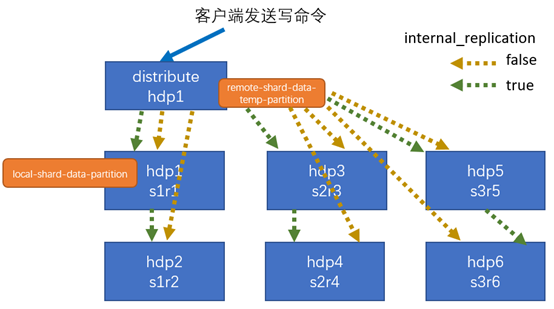 客户端发送写命令
internal_replication
false
true
distribute
hdp1
remote-shard-data-
temp-partition
local-shard-data-partition
hdp1
s1r1
hdp3
s2r3
hdp5
s3r5
hdp2
s1r2
hdp4
s2r4
hdp6
s3r6